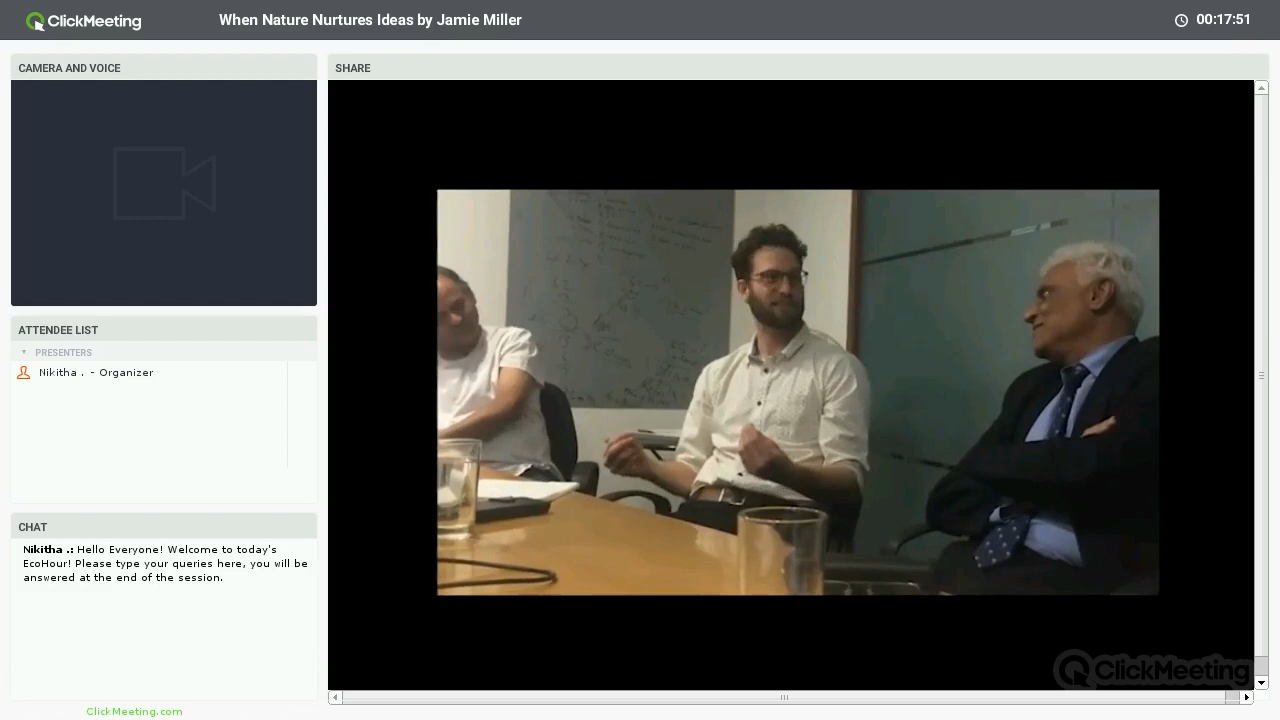 ClickMeeting
When Nature Nurtures Ideas by Jamie Miller
00:17:51
CAMERA AND VOICE
SHARE
ATTENDEE LIST
PRESENTERS
Nikitha . - Organizer
CHAT
Nikitha .: Hello Everyone! Welcome to today's
EcoHour! Please type your queries here, you will be
answered at the end of the session.
ClickMeeting
ClickMeeting.com